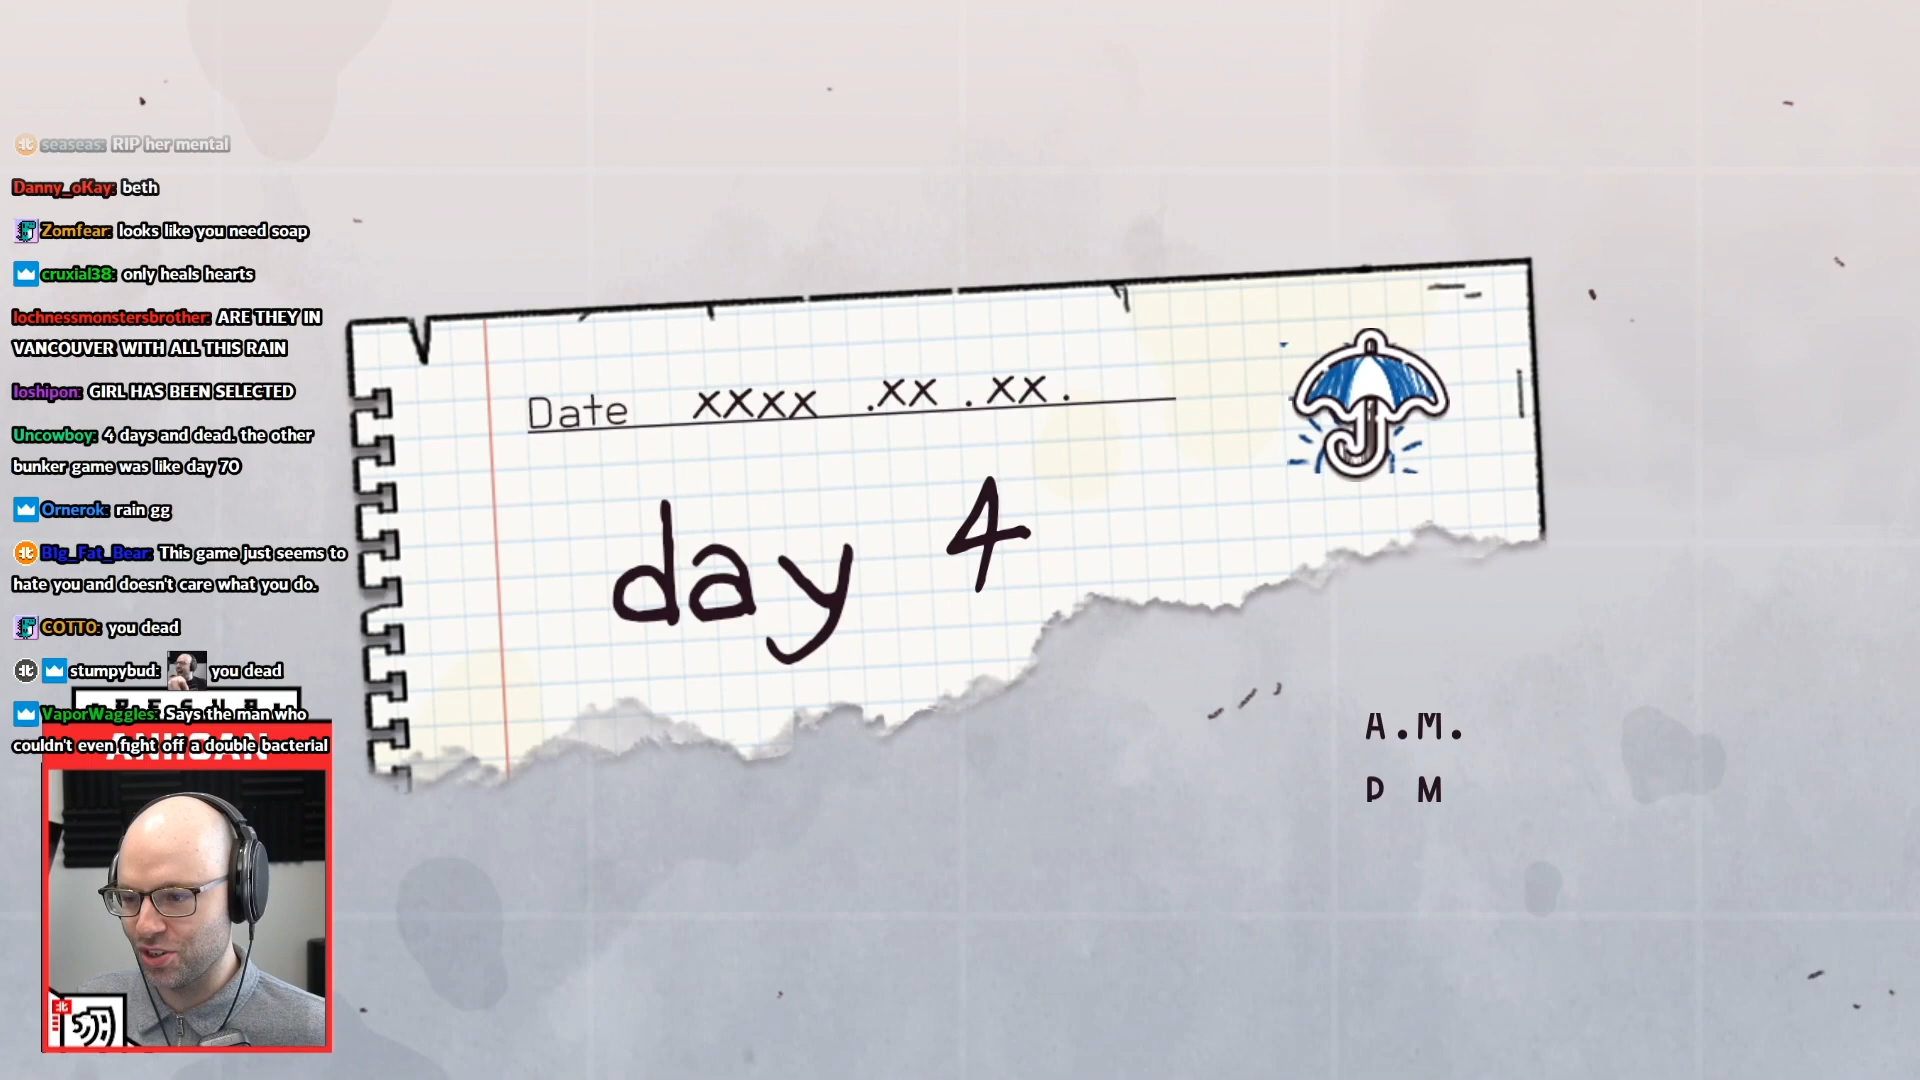 seaseas: RIP her mental
Danny_oKay: beth
Zomfear: looks like you need soap
cruxial38: only heals hearts
lochnessmonstersbrother: ARE THEY IN
VANCOUVER WITH ALL THIS RAIN
loshipon: GIRL HAS BEEN SELECTED
Uncowboy: 4 days and dead. the other
bunker game was like day 70
Ornerok: rain gg
B1g_Fat_Bear: This game just seems to
hate you and doesn't care what you do.
COTTO: you dead
stumpybud: you dead
VaporWaggles: Says the man who
couldn't even fight off a double bacterial
Date xxxx .xx .xx.
day 4
A.M.
P M